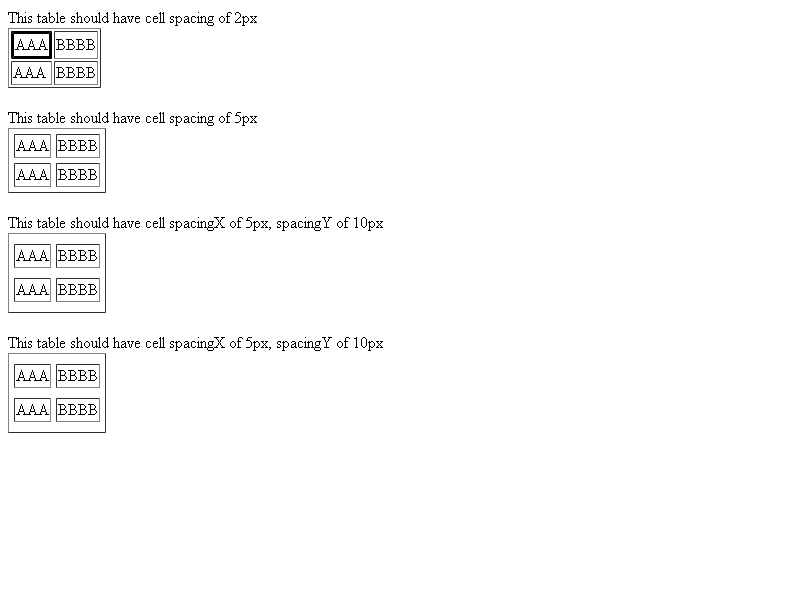 This table should have cell spacing of 2px
AAA BBBB
AAA BBBB
This table should have cell spacing of 5px
AAA BBBB
AAA BBBB
This table should have cell spacingX of 5px, spacingY of 10px
AAA BBBB
AAA BBBB
This table should have cell spacingX of 5px, spacingY of 10px
AAA BBBB
AAA BBBB